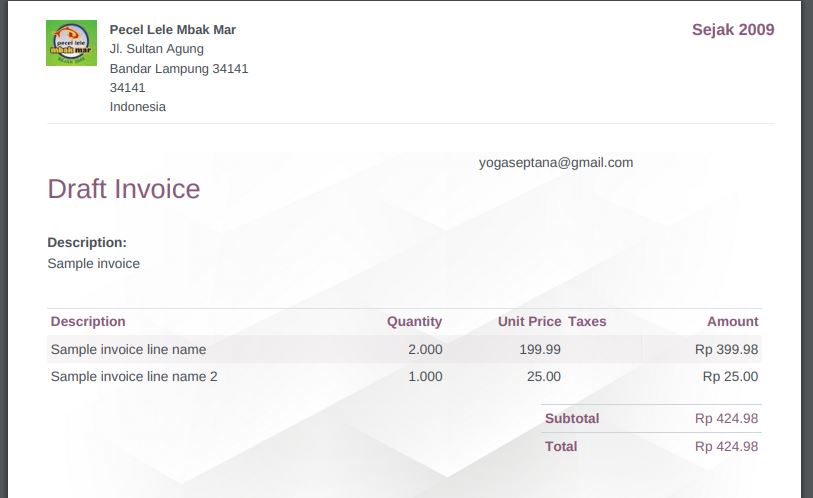 pecel lele
mbak mar
SEJAK 2009
Pecel Lele Mbak Mar
Sejak 2009
Jl. Sultan Agung
Bandar Lampung 34141
34141
Indonesia
yogaseptana@gmail.com
Draft Invoice
Description:
Sample invoice
Description Quantity Unit Price Taxes Amount
Sample invoice line name 2.000 199.99 Rp 399.98
Sample invoice line name 2 1.000 25.00 Rp 25.00
Subtotal Rp 424.98
Total Rp 424.98